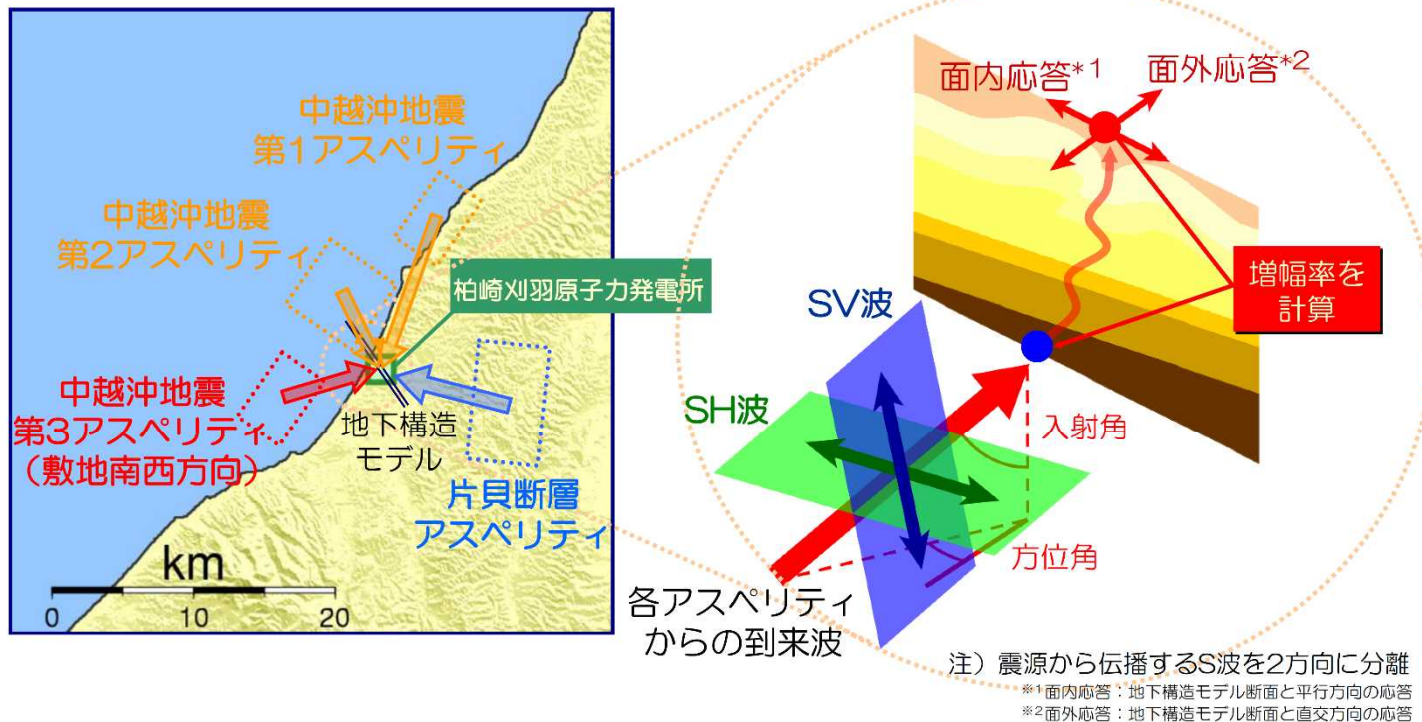 中越沖地震
第1アスペリティ
中越沖地震
第2アスペリティ
柏崎刈羽原子力発電所
中越沖地震
第3アスペリティ
(敷地南西方向)
地下構造
モデル
片貝断層
アスペリティ
km
0 10 20
面内応答*1
面外応答*2
増幅率を
計算
SV波
SH波
入射角
方位角
各アスペリティ
からの到来波
注)震源から伝播するS波を2方向に分離
※1面内応答:地下構造モデル断面と平行方向の応答
※2面外応答:地下構造モデル断面と直交方向の応答